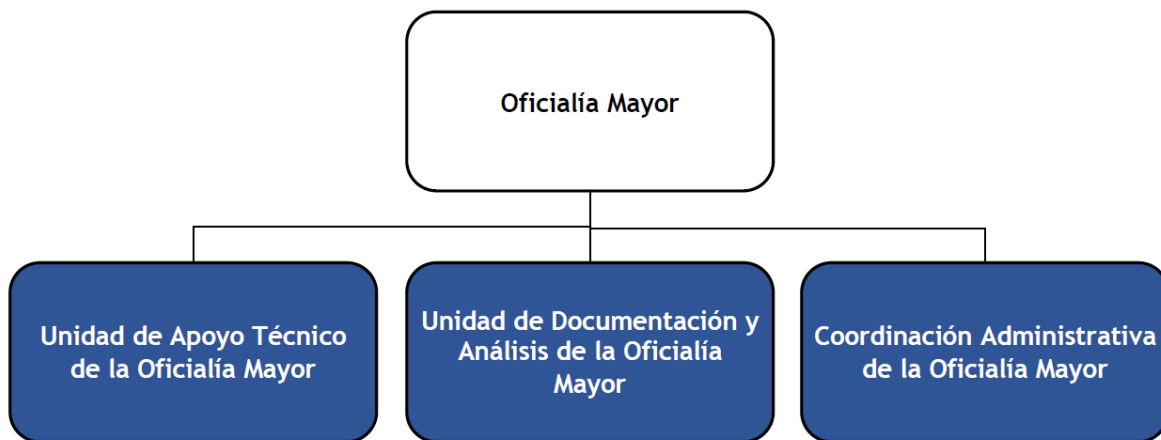 Oficialía Mayor
Unidad de Apoyo Técnico
de la Oficialía Mayor
Unidad de Documentación y
Análisis de la Oficialía
Mayor
Coordinación Administrativa
de la Oficialía Mayor